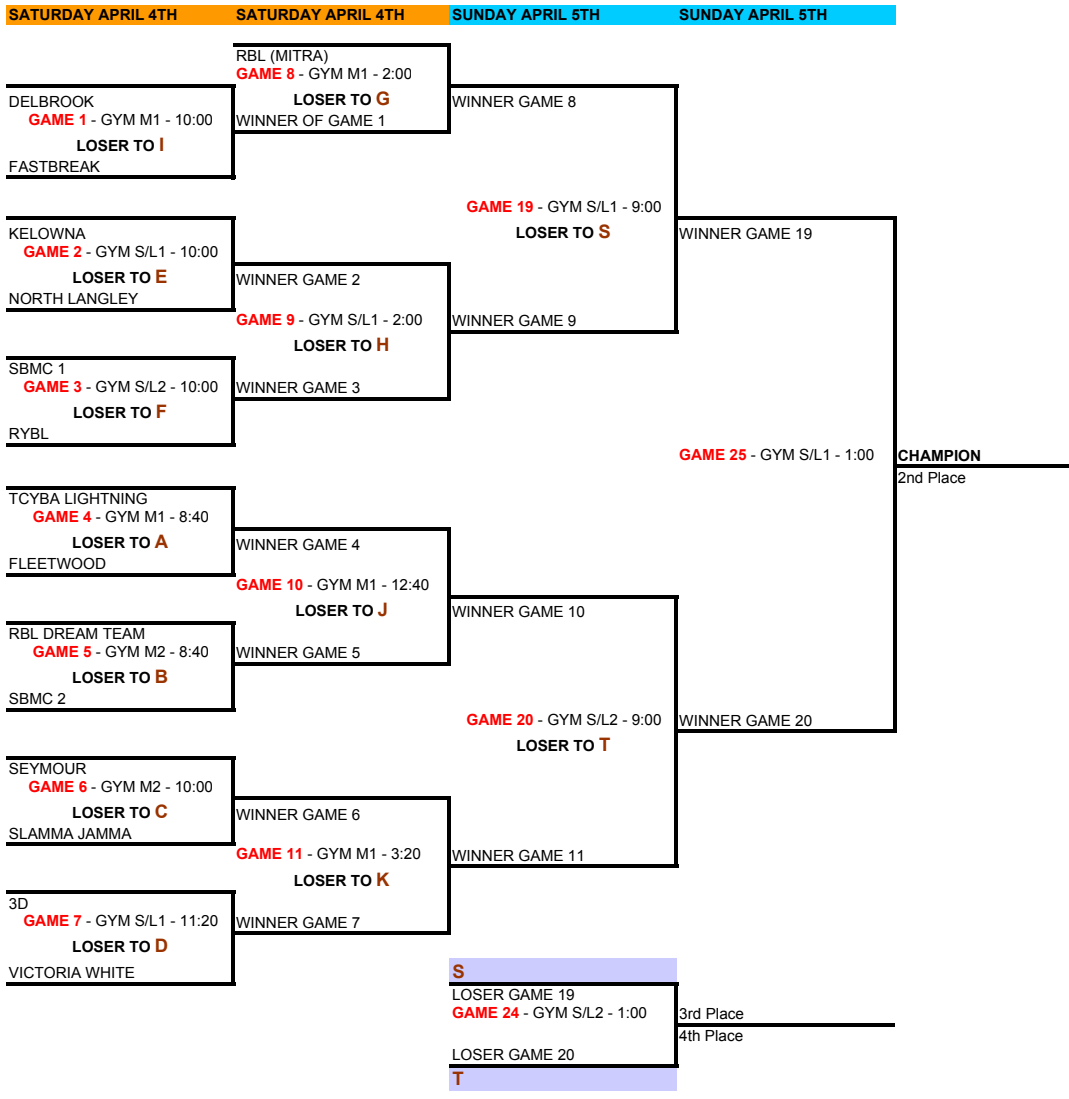 SATURDAY APRIL 4TH SATURDAY APRIL 4TH SUNDAY APRIL 5TH SUNDAY APRIL 5TH
RBL (MITRA)
GAME 8 - GYM M1 - 2:00
DELBROOK LOSER TO G WINNER GAME 8
GAME 1 - GYM M1 - 10:00 WINNER OF GAME 1
LOSER TO I
FASTBREAK
GAME 19 - GYM S/L1 - 9:00
KELOWNA LOSER TO S WINNER GAME 19
GAME 2 - GYM S/L1 - 10:00
LOSER TO E WINNER GAME 2
NORTH LANGLEY
GAME 9 - GYM S/L1 - 2:00 WINNER GAME 9
LOSER TO H
SBMC 1
GAME 3 - GYM S/L2 - 10:00 WINNER GAME 3
LOSER TO F
RYBL
GAME 25 - GYM S/L1 - 1:00 CHAMPION
2nd Place
TCYBA LIGHTNING
GAME 4 - GYM M1 - 8:40
LOSER TO A WINNER GAME 4
FLEETWOOD
GAME 10 - GYM M1 - 12:40
LOSER TO J WINNER GAME 10
RBL DREAM TEAM
GAME 5 - GYM M2 - 8:40 WINNER GAME 5
LOSER TO B
SBMC 2
GAME 20 - GYM S/L2 - 9:00 WINNER GAME 20
LOSER TO T
SEYMOUR
GAME 6 - GYM M2 - 10:00
LOSER TO C WINNER GAME 6
SLAMMA JAMMA
GAME 11 - GYM M1 - 3:20 WINNER GAME 11
LOSER TO K
3D
GAME 7 - GYM S/L1 - 11:20 WINNER GAME 7
LOSER TO D
VICTORIA WHITE S
LOSER GAME 19
GAME 24 - GYM S/L2 - 1:00 3rd Place
4th Place
LOSER GAME 20
T